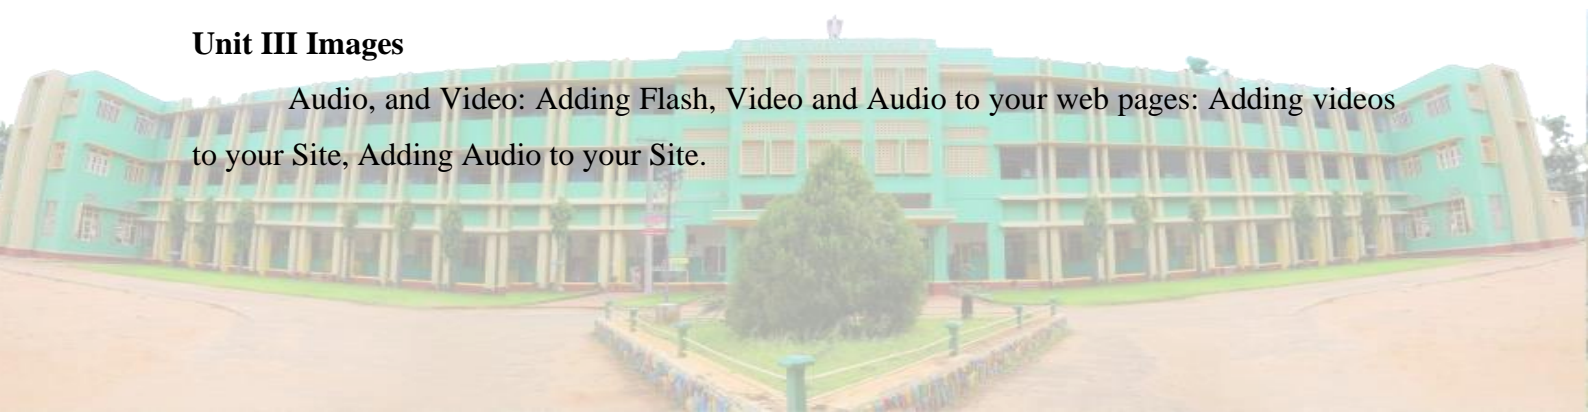 Unit III Images
Audio, and Video: Adding Flash, Video and Audio to your web pages: Adding videos
to your Site, Adding Audio to your Site.